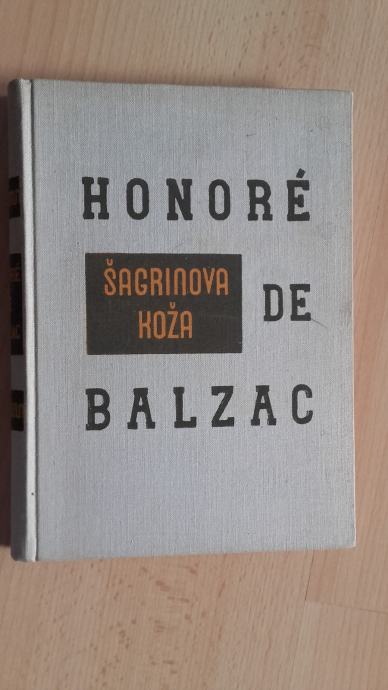 HONORÉ
ŠAGRINOVA
KOŽA
DE
BALZAC